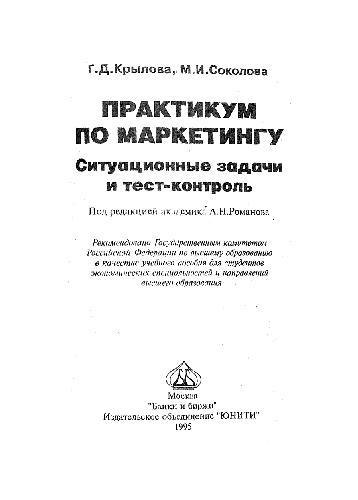 Г.Д.Крылова, М.И.Соколова
ПРАКТИКУМ
ПО МАРКЕТИНГУ
Ситуационные задачи
и тест-контроль
Под редакцией академика А.Н.Романова
Рекомендовано Государственным комитетом
Российской Федерации по высшему образованию
в качестве учебного пособия для студентов
экономических специальностей и направлений
высшего образования
Москва
"Банки и биржи"
Издательское объединение "ЮНИТИ"
1995